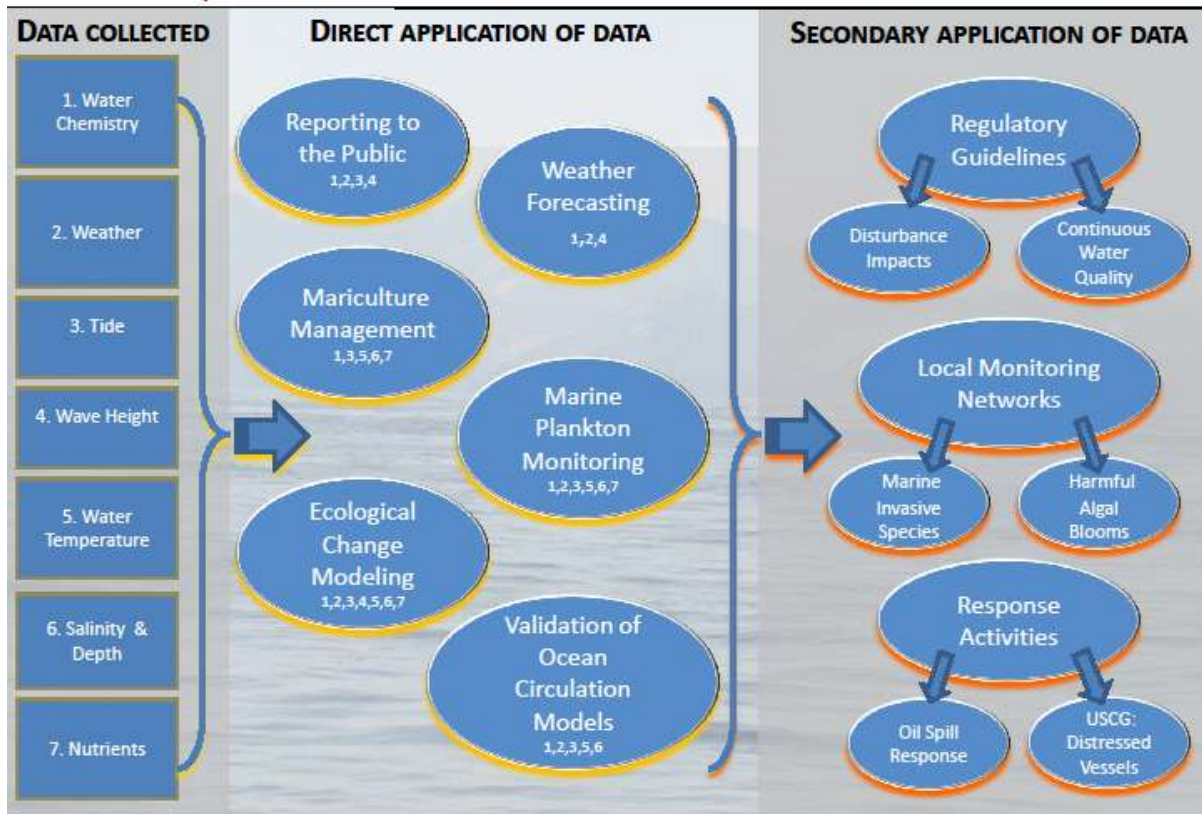 DATA COLLECTED
DIRECT APPLICATION OF DATA
SECONDARY APPLICATION OF DATA
1. Water
Chemistry
2. Weather
3. Tide
4. Wave Height
5. Water
Temperature
6. Salinity &
Depth
7. Nutrients
Reporting to
the Public
1,2,3,4
Weather
Forecasting
1,2,4
Mariculture
Management
1,3,5,6,7
Marine
Plankton
Monitoring
1,2,3,5,6,7
Ecological
Change
Modeling
1,2,3,4,5,6,7
Validation of
Ocean
Circulation
Models
1,2,3,5,6
Regulatory
Guidelines
Disturbance
Impacts
Continuous
Water
Quality
Local Monitoring
Networks
Marine
Invasive
Species
Harmful
Algal
Blooms
Response
Activities
Oil Spill
Response
USCG:
Distressed
Vessels